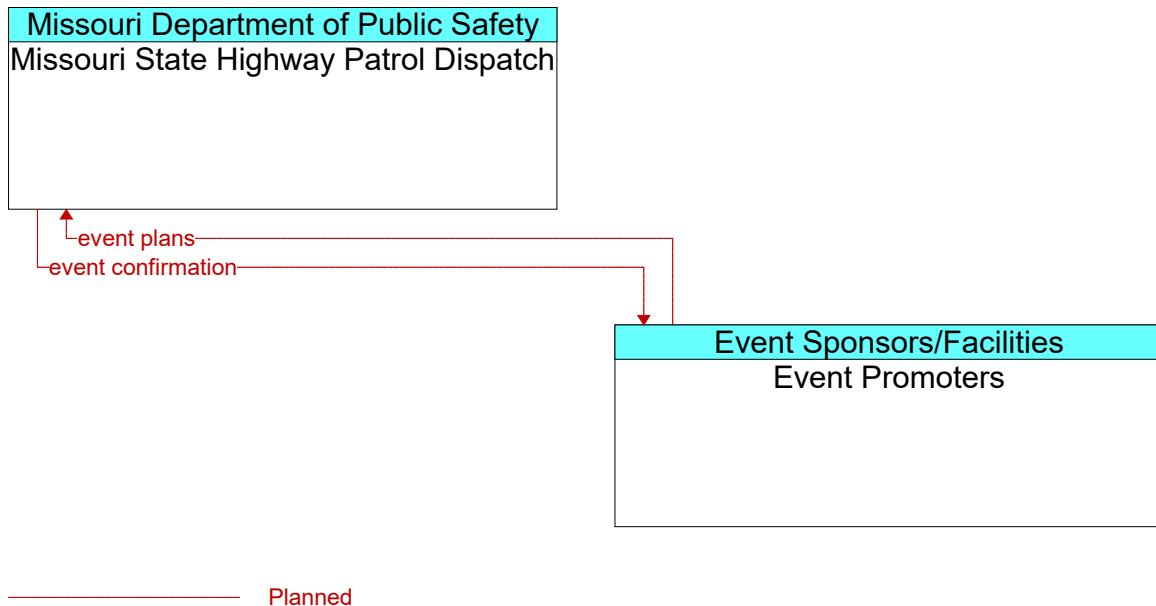 Missouri Department of Public Safety
Missouri State Highway Patrol Dispatch
event plans
event confirmation
Event Sponsors/Facilities
Event Promoters
Planned